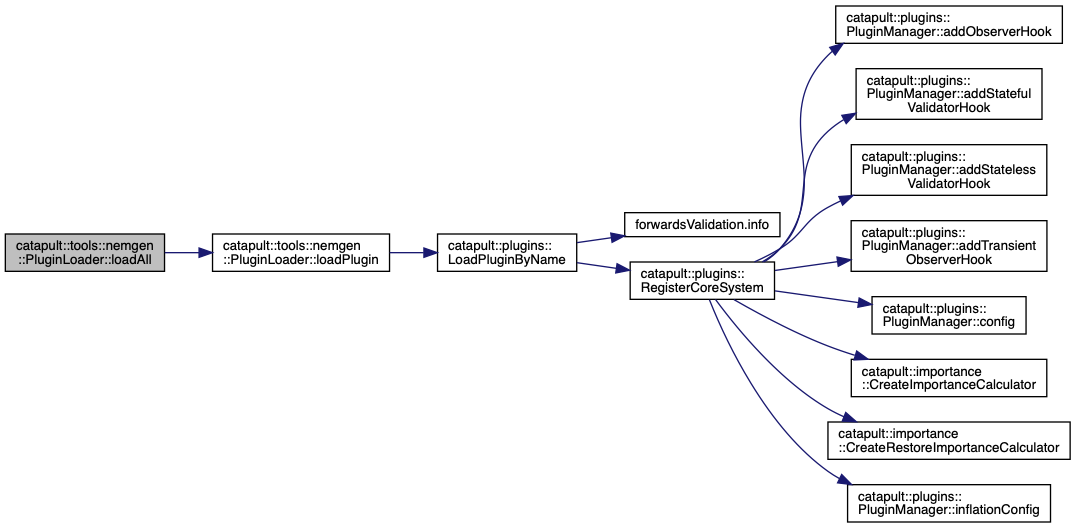 catapult::tools::nemgen
::PluginLoader::loadAll
catapult::tools::nemgen
::PluginLoader::loadPlugin
catapult::plugins::
LoadPluginByName
forwardsValidation.info
catapult::plugins::
RegisterCoreSystem
catapult::plugins::
PluginManager::addObserverHook
catapult::plugins::
PluginManager::addStateful
ValidatorHook
catapult::plugins::
PluginManager::addStateless
ValidatorHook
catapult::plugins::
PluginManager::addTransient
ObserverHook
catapult::plugins::
PluginManager::config
catapult::importance
::CreateImportanceCalculator
catapult::importance
::CreateRestoreImportanceCalculator
catapult::plugins::
PluginManager::inflationConfig